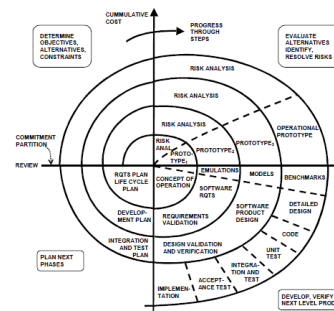 CUMMULATIVE
COST
PROGRESS
THROUGH
STEPS
DETERMINE
OBJECTIVES,
ALTERNATIVES,
CONSTRAINTS
EVALUATE
ALTERNATIVES
IDENTIFY,
RESOLVE RISKS
RISK ANALYSIS
RISK ANALYSIS
RISK ANALYSIS
RISK
ANAL
PROTO-
TYPE
PROTOTYPE
PROTOTYPE
OPERATIONAL
PROTOTYPE
COMMITMENT
PARTITION
REVIEW
RQTS PLAN
LIFE CYCLE
PLAN
CONCEPT OF
OPERATION
EMULATIONS
MODELS
BENCHMARKS
SOFTWARE
RQTS
SOFTWARE
PRODUCT
DESIGN
DETAILED
DESIGN
DEVELOP-
MENT PLAN
REQUIREMENTS
VALIDATION
CODE
UNIT
TEST
INTEGRATION
AND TEST
PLAN
DESIGN VALIDATION
AND VERIFICATION
INTEGRA-
TION AND
TEST
ACCEPT-
ANCE TEST
IMPLEMEN-
TATION
PLAN NEXT
PHASES
DEVELOP, VERIFY
NEXT LEVEL PROD